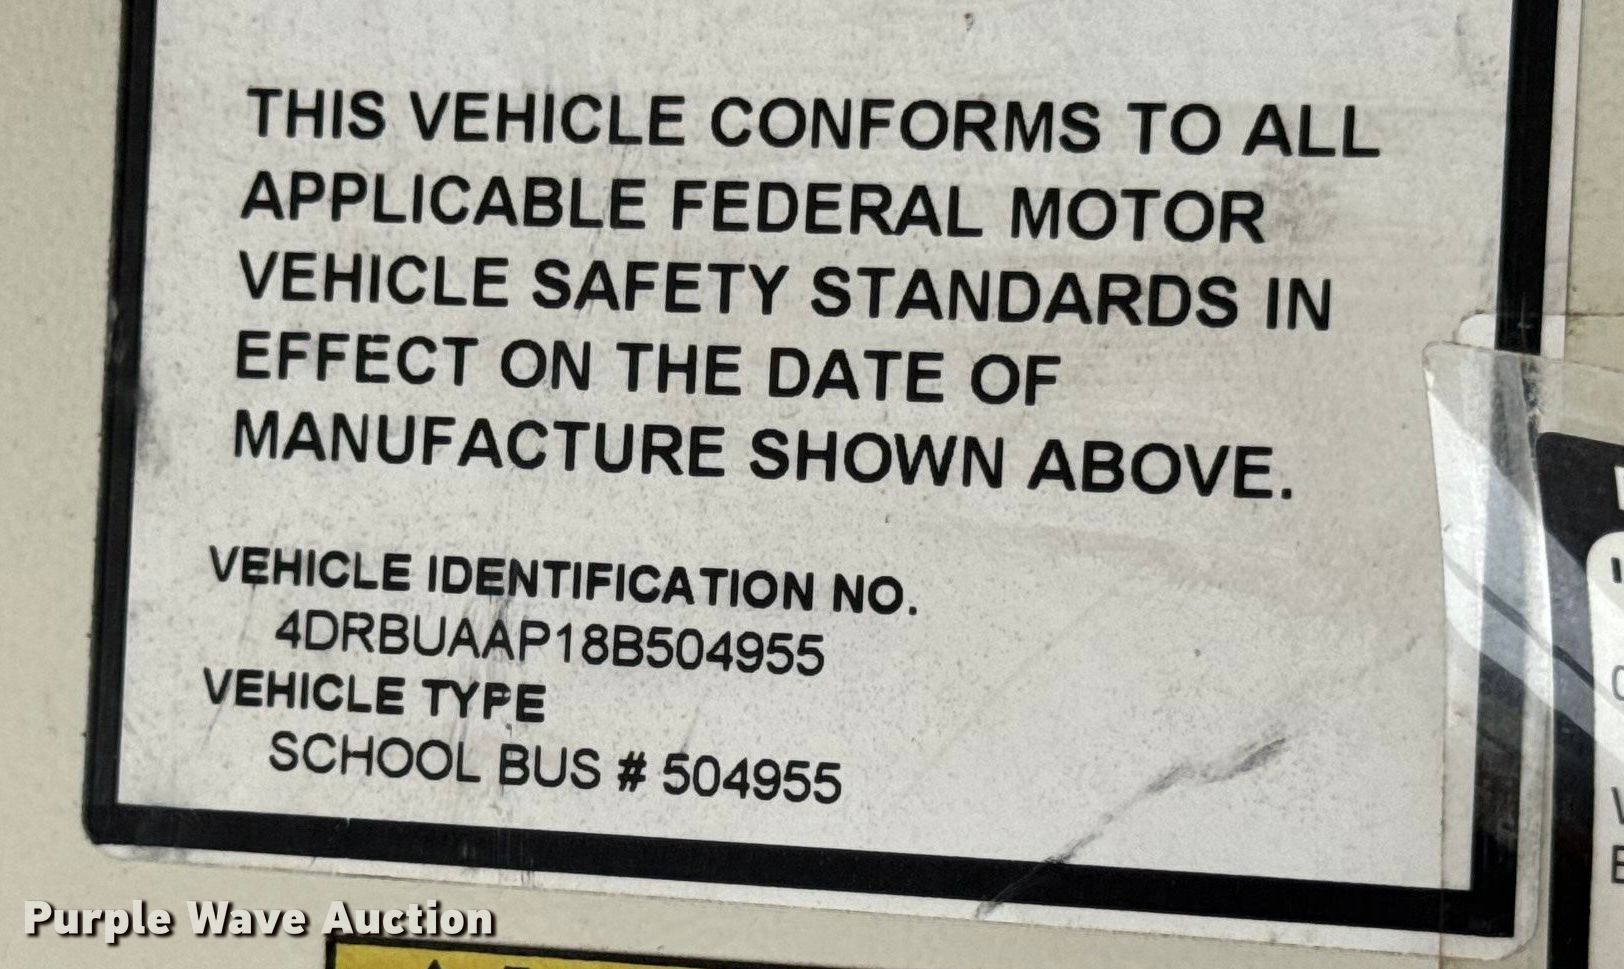 THIS VEHICLE CONFORMS TO ALL
APPLICABLE FEDERAL MOTOR
VEHICLE SAFETY STANDARDS IN
EFFECT ON THE DATE OF
MANUFACTURE SHOWN ABOVE.
VEHICLE IDENTIFICATION NO.
4DRBUAAP18B504955
VEHICLE TYPE
SCHOOL BUS # 504955
Purple Wave Auction